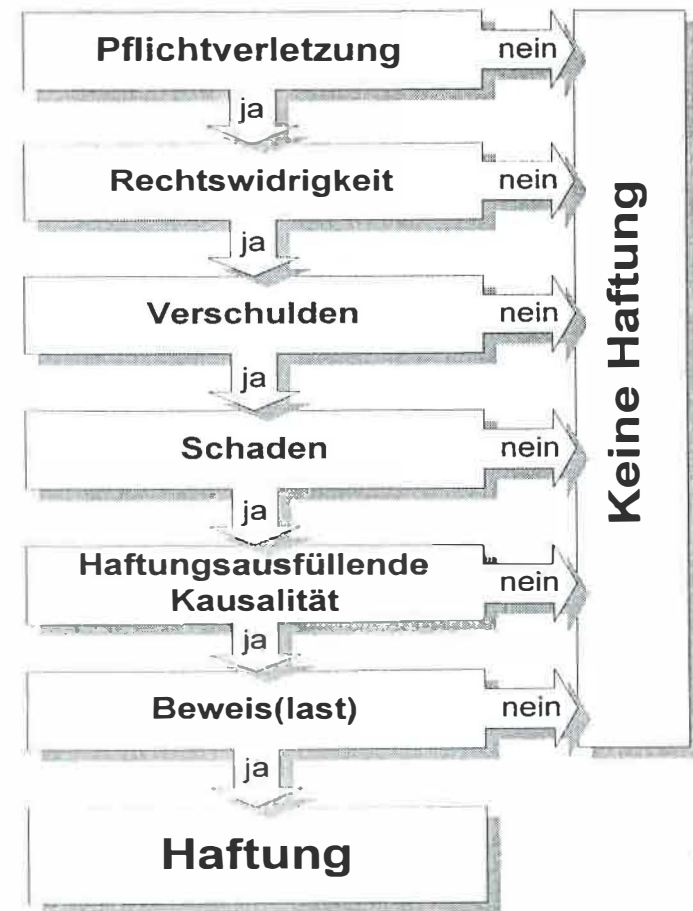 Pflichtverletzung
nein
ja
Rechtswidrigkeit
nein
ja
Verschulden
nein
ja
Schaden
nein
ja
Haftungsausfüllende
Kausalität
nein
ja
Beweis(last)
nein
ja
Haftung
Keine Haftung